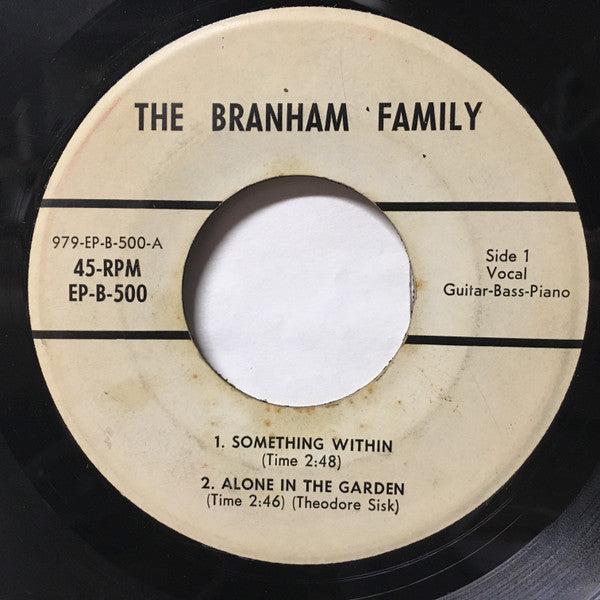 THE BRANHAM FAMILY
979-EP-B-500-A
45-RPM
EP-B-500
Side 1
Vocal
Guitar-Bass-Piano
1. SOMETHING WITHIN
(Time 2:48)
2. ALONE IN THE GARDEN
(Time 2:46) (Theodore Sisk)